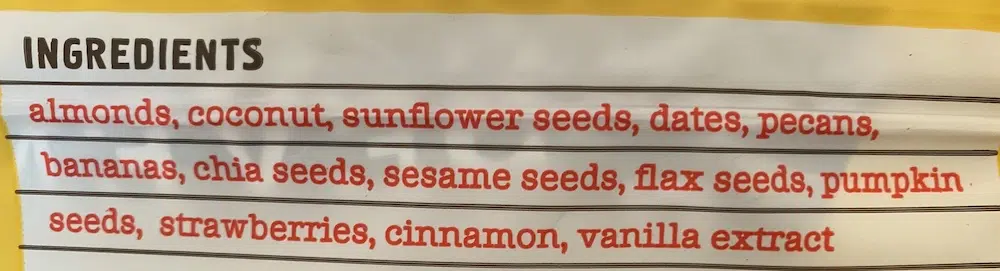 INGREDIENTS
almonds, coconut, sunflower seeds, dates, pecans,
bananas, chia seeds, sesame seeds, flax seeds, pumpkin
seeds, strawberries, cinnamon, vanilla extract